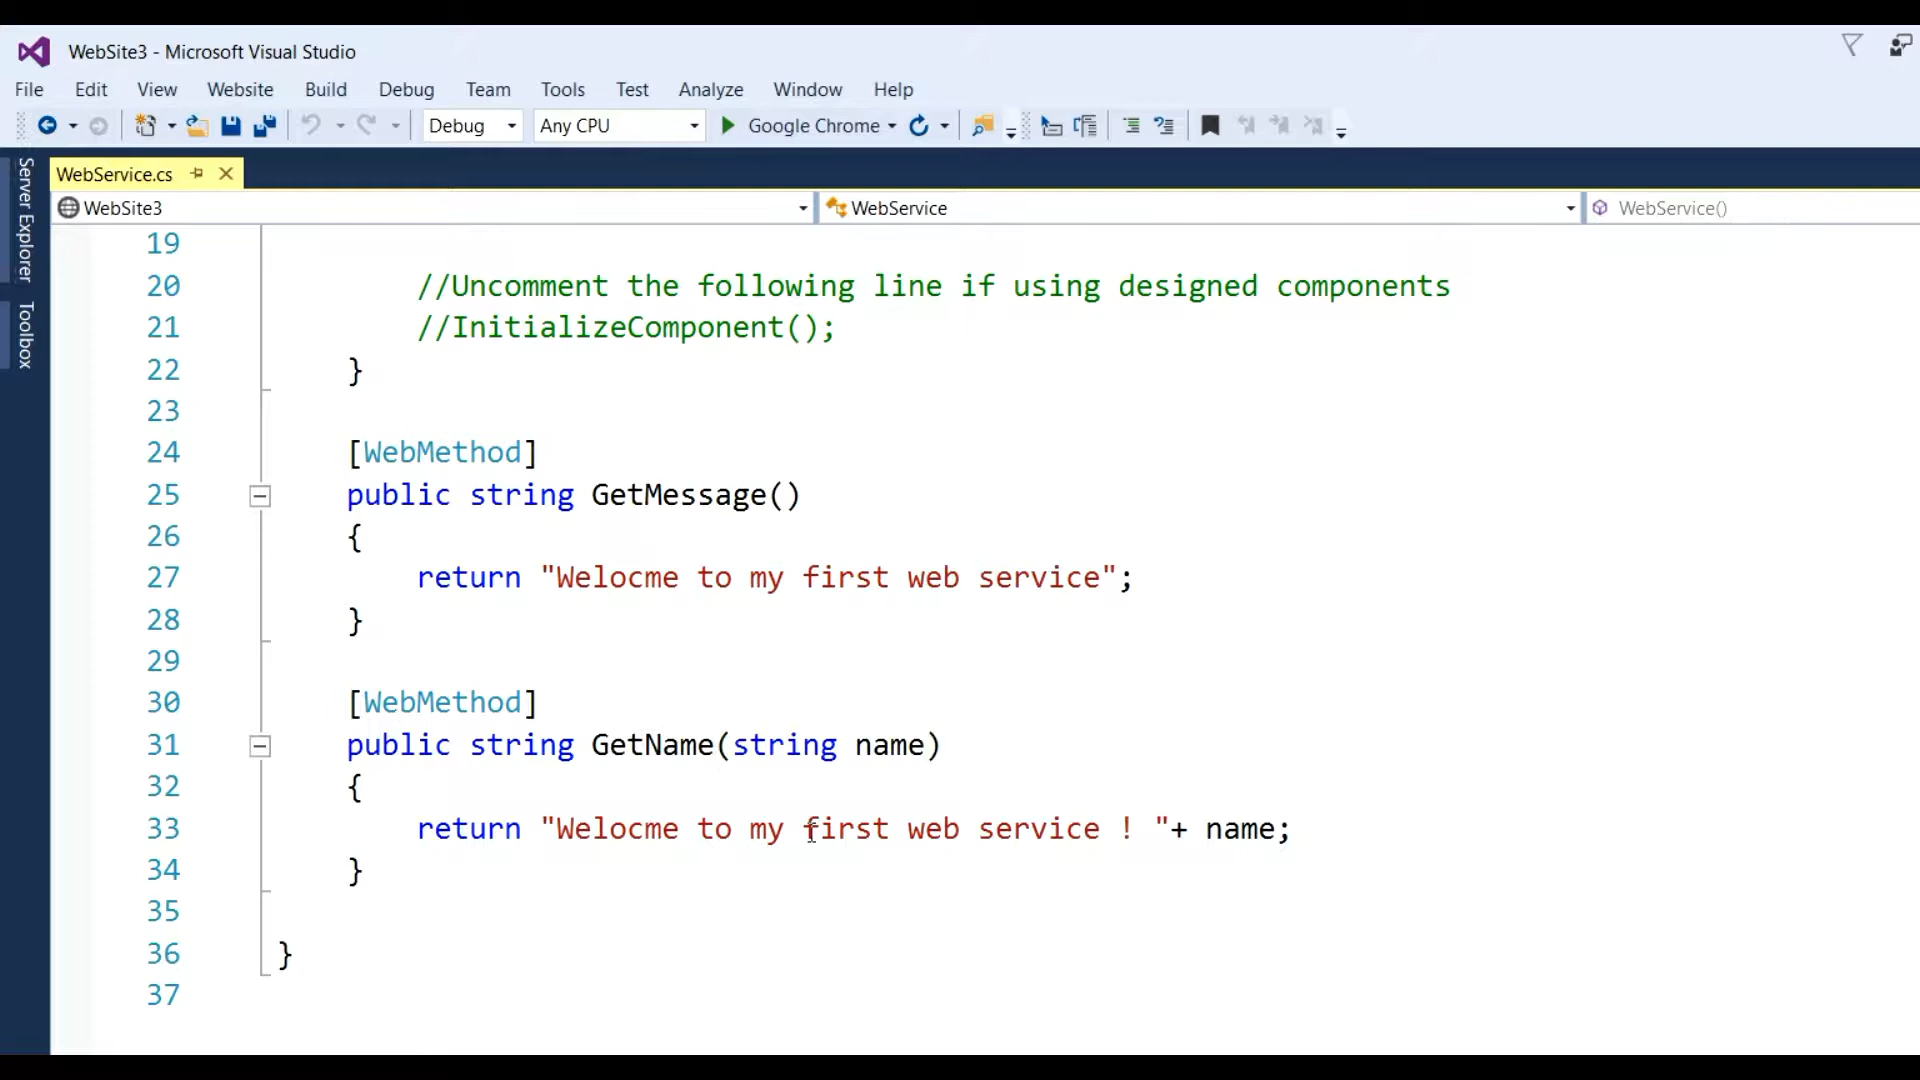 WebSite3 - Microsoft Visual Studio
File Edit View Website Build Debug Team Tools Test Analyze Window Help
Debug Any CPU Google Chrome
Server Explorer
Toolbox
WebService.cs
WebSite3 WebService WebService()
19
20 //Uncomment the following line if using designed components
21 //InitializeComponent();
22 }
23
24 [WebMethod]
25 public string GetMessage()
26 {
27 return "Welocme to my first web service";
28 }
29
30 [WebMethod]
31 public string GetName(string name)
32 {
33 return "Welocme to my first web service ! "+ name;
34 }
35
36 }
37